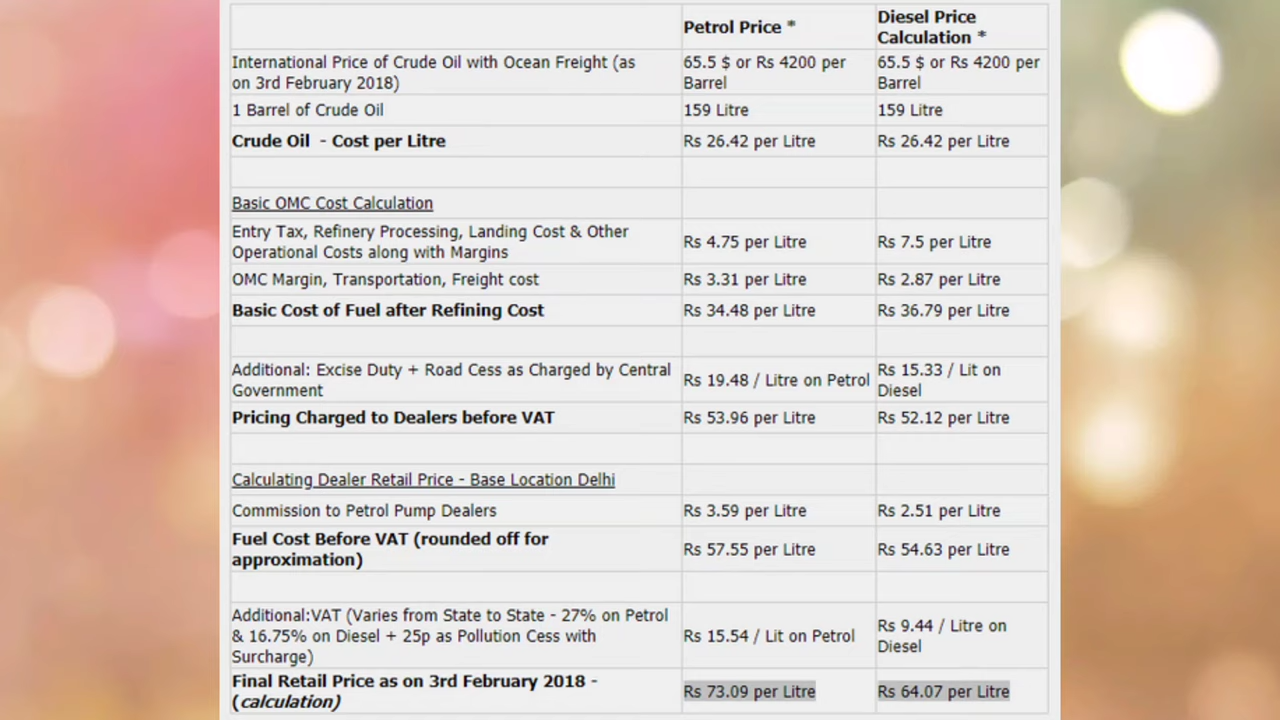 Petrol Price *
Diesel Price
Calculation *
International Price of Crude Oil with Ocean Freight (as
on 3rd February 2018)
65.5 $ or Rs 4200 per
Barrel
65.5 $ or Rs 4200 per
Barrel
1 Barrel of Crude Oil
159 Litre
159 Litre
Crude Oil - Cost per Litre
Rs 26.42 per Litre
Rs 26.42 per Litre
Basic OMC Cost Calculation
Entry Tax, Refinery Processing, Landing Cost & Other
Operational Costs along with Margins
Rs 4.75 per Litre
Rs 7.5 per Litre
OMC Margin, Transportation, Freight cost
Rs 3.31 per Litre
Rs 2.87 per Litre
Basic Cost of Fuel after Refining Cost
Rs 34.48 per Litre
Rs 36.79 per Litre
Additional: Excise Duty + Road Cess as Charged by Central
Government
Rs 19.48 / Litre on Petrol
Rs 15.33 / Lit on
Diesel
Pricing Charged to Dealers before VAT
Rs 53.96 per Litre
Rs 52.12 per Litre
Calculating Dealer Retail Price - Base Location Delhi
Commission to Petrol Pump Dealers
Rs 3.59 per Litre
Rs 2.51 per Litre
Fuel Cost Before VAT (rounded off for
approximation)
Rs 57.55 per Litre
Rs 54.63 per Litre
Additional:VAT (Varies from State to State - 27% on Petrol
& 16.75% on Diesel + 25p as Pollution Cess with
Surcharge)
Rs 15.54 / Lit on Petrol
Rs 9.44 / Litre on
Diesel
Final Retail Price as on 3rd February 2018 -
(calculation)
Rs 73.09 per Litre
Rs 64.07 per Litre